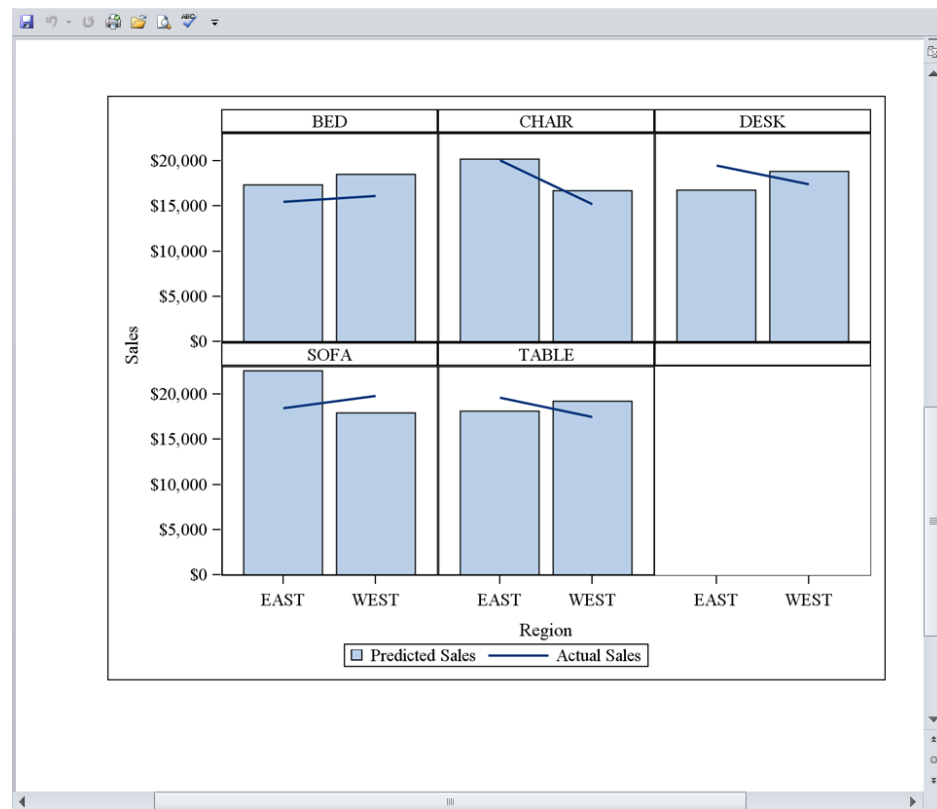 ABC
BED CHAIR DESK
$20,000
$15,000
$10,000
$5,000
$0
Sales
SOFA TABLE
$20,000
$15,000
$10,000
$5,000
$0
EAST WEST EAST WEST EAST WEST
Region
Predicted Sales Actual Sales